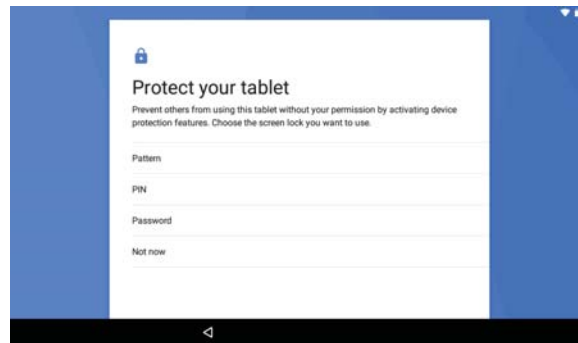 Protect your tablet
Prevent others from using this tablet without your permission by activating device
protection features. Choose the screen lock you want to use.
Pattern
PIN
Password
Not now